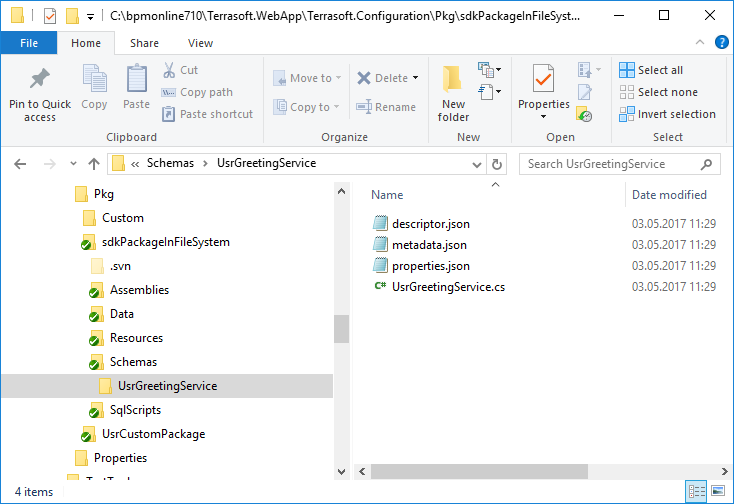 C:\bpmonline710\Terrasoft.WebApp\Terrasoft.Configuration\Pkg\sdkPackageInFileSyst...
File Home Share View
Pin to Quick access
Copy
Paste
Cut
Copy path
Paste shortcut
Clipboard
Move to
Copy to
Delete
Rename
Organize
New folder
New
Properties
Open
Select all
Select none
Invert selection
Select
« Schemas › UsrGreetingService
Search UsrGreetingService
Pkg
Custom
sdkPackageInFileSystem
.svn
Assemblies
Data
Resources
Schemas
UsrGreetingService
SqlScripts
UsrCustomPackage
Properties
Name Date modified
descriptor.json 03.05.2017 11:29
metadata.json 03.05.2017 11:29
properties.json 03.05.2017 11:29
C# UsrGreetingService.cs 03.05.2017 11:29
4 items